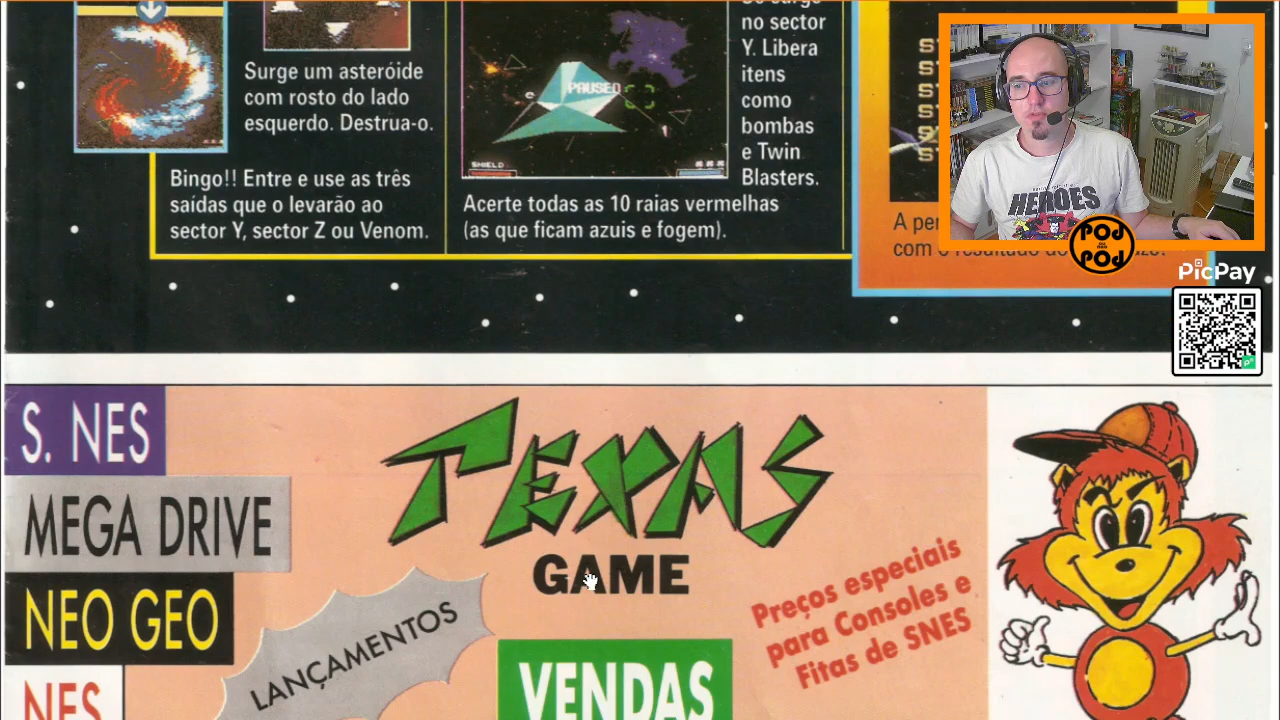 Surge um asteróide
com rosto do lado
esquerdo. Destrua-o.
Bingo!! Entre e use as três
saídas que o levarão ao
sector Y, sector Z ou Venom.
PAUSED
SHIELD
Acerte todas as 10 raias vermelhas
(as que ficam azuis e fogem).
no sector
Y. Libera
itens
como
bombas
e Twin
Blasters.
HEROES
POD
POD
PicPay
S. NES
MEGA DRIVE
NEO GEO
NES
TEXAS
GAME
LANÇAMENTOS
VENDAS
Preços especiais
para Consoles e
Fitas de SNES